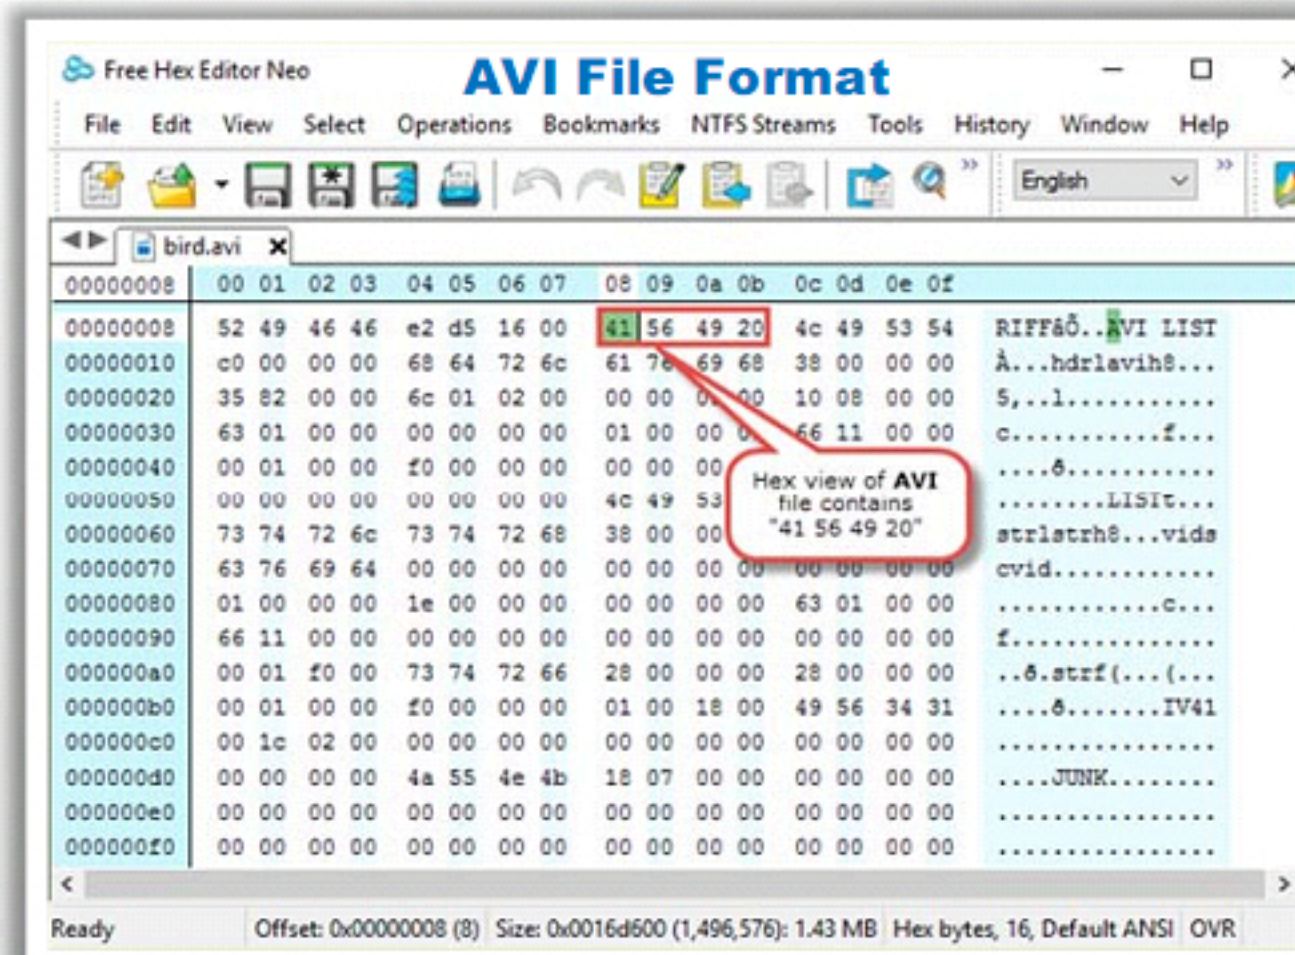 Free Hex Editor Neo
AVI File Format
File Edit View Select Operations Bookmarks NTFS Streams Tools History Window Help
English
bird.avi
00000008 00 01 02 03 04 05 06 07 08 09 0a 0b 0c 0d 0e 0f
00000008 52 49 46 46 e2 d5 16 00 41 56 49 20 4c 49 53 54 RIFFâÕ..AVI LIST
00000010 c0 00 00 00 68 64 72 6c 61 76 69 68 38 00 00 00 À...hdrlavih8...
00000020 35 82 00 00 6c 01 02 00 00 00 00 00 10 08 00 00 5,..l...........
00000030 63 01 00 00 00 00 00 00 01 00 00 66 11 00 00 c...........f...
00000040 00 01 00 00 f0 00 00 00 00 00 00 ....ð...........
00000050 00 00 00 00 00 00 00 00 4c 49 53 ........LISTt...
00000060 73 74 72 6c 73 74 72 68 38 00 00 strlstrh8...vids
00000070 63 76 69 64 00 00 00 00 00 00 00 00 00 00 00 00 cvid............
00000080 01 00 00 00 1e 00 00 00 00 00 00 00 63 01 00 00 ............c...
00000090 66 11 00 00 00 00 00 00 00 00 00 00 00 00 00 00 f...............
000000a0 00 01 f0 00 73 74 72 66 28 00 00 00 28 00 00 00 ..ð.strf(...(...
000000b0 00 01 00 00 f0 00 00 00 01 00 18 00 49 56 34 31 ....ð.......IV41
000000c0 00 1c 02 00 00 00 00 00 00 00 00 00 00 00 00 00 ................
000000d0 00 00 00 00 4a 55 4e 4b 18 07 00 00 00 00 00 00 ....JUNK........
000000e0 00 00 00 00 00 00 00 00 00 00 00 00 00 00 00 00 ................
000000f0 00 00 00 00 00 00 00 00 00 00 00 00 00 00 00 00 ................
Hex view of AVI
file contains
"41 56 49 20"
Ready Offset: 0x00000008 (8) Size: 0x0016d600 (1,496,576): 1.43 MB Hex bytes, 16, Default ANSI OVR